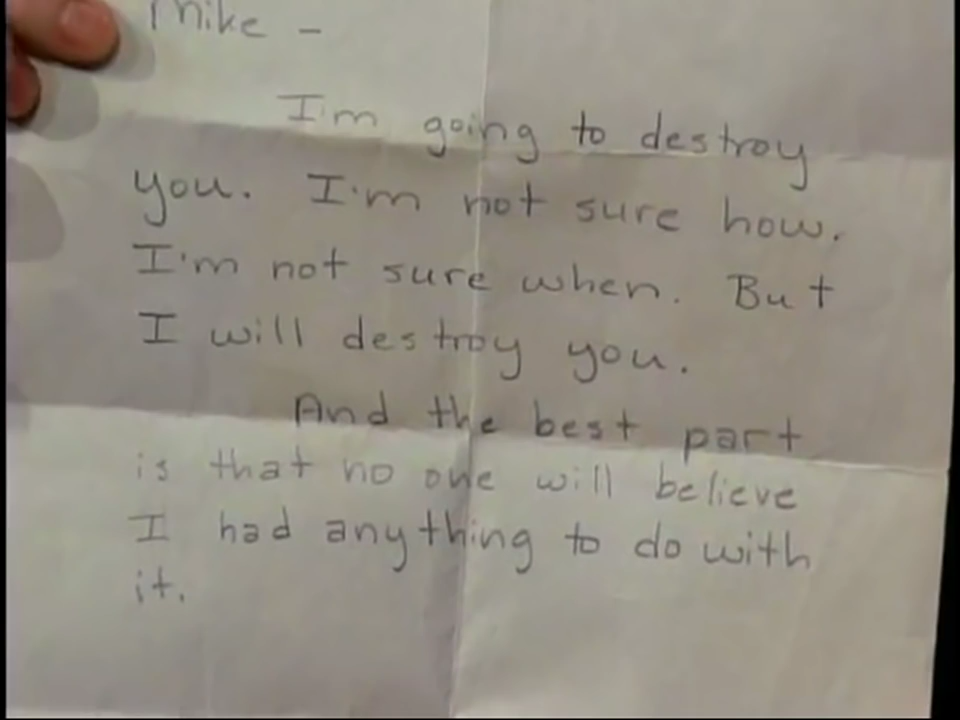 Mike -
I'm going to destroy
you. I'm not sure how.
I'm not sure when. But
I will destroy you.
And the best part
is that no one will believe
I had anything to do with
it.